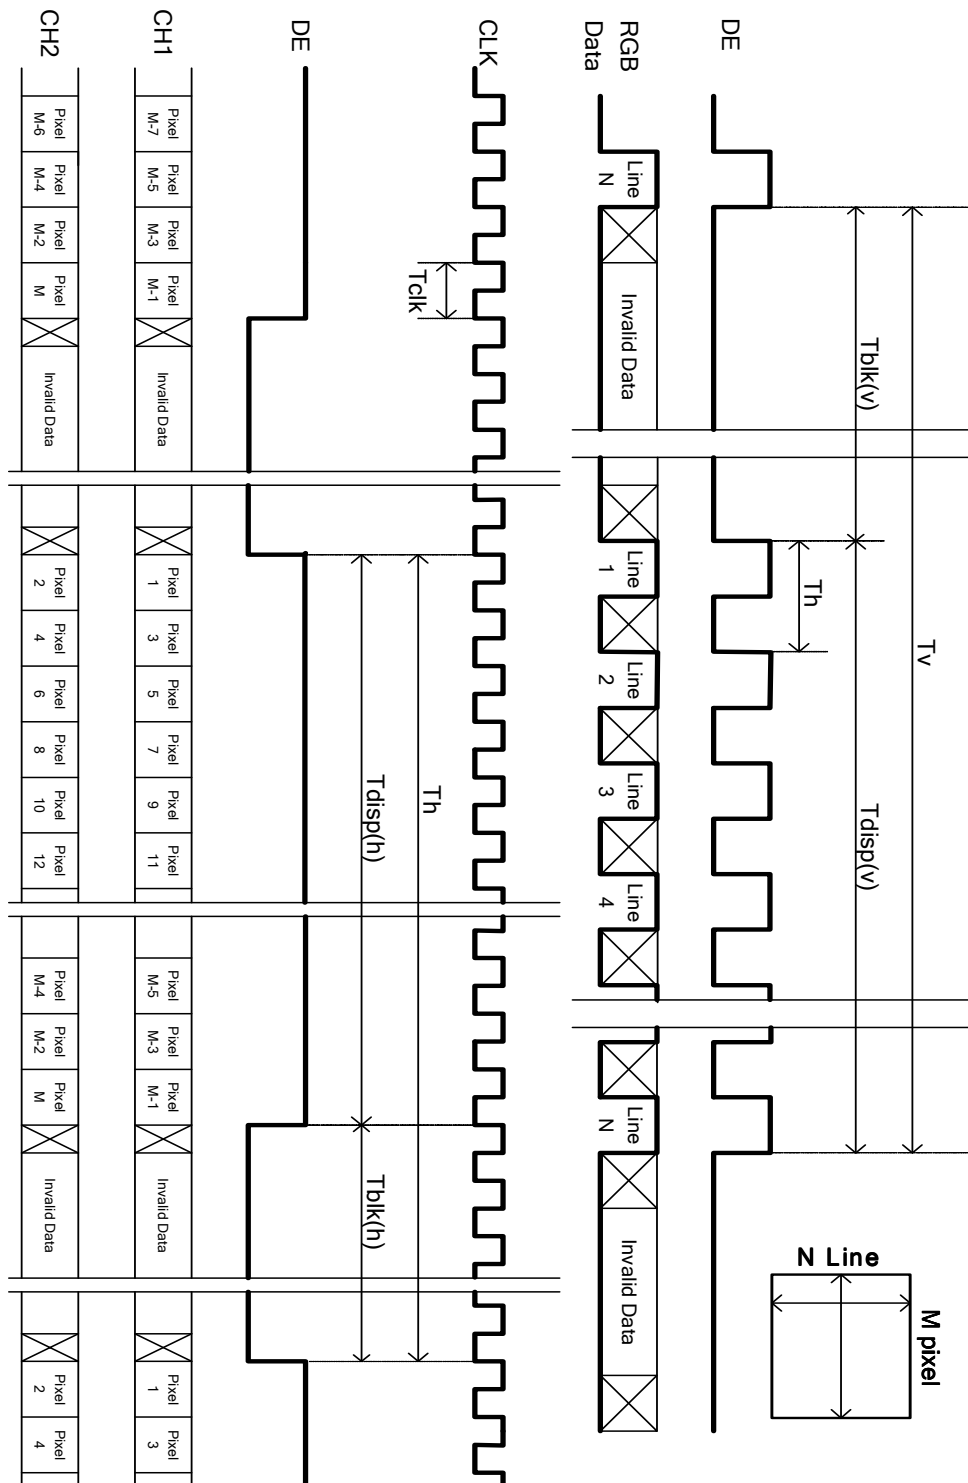 Tv
M pixel
Tblk(v)
Tdisp(v)
N Line
Th
DE
RGB
Data
Line
N
Invalid Data
Line
1
Line
2
Line
3
Line
4
Line
N
Invalid Data
CLK
Tclk
Th
Tdisp(h)
Tblk(h)
DE
CH1
Pixel
M-7
Pixel
M-5
Pixel
M-3
Pixel
M-1
Invalid Data
Pixel
1
Pixel
3
Pixel
5
Pixel
7
Pixel
9
Pixel
11
Pixel
M-5
Pixel
M-3
Pixel
M-1
Invalid Data
Pixel
1
Pixel
3
CH2
Pixel
M-6
Pixel
M-4
Pixel
M-2
Pixel
M
Invalid Data
Pixel
2
Pixel
4
Pixel
6
Pixel
8
Pixel
10
Pixel
12
Pixel
M-4
Pixel
M-2
Pixel
M
Invalid Data
Pixel
2
Pixel
4